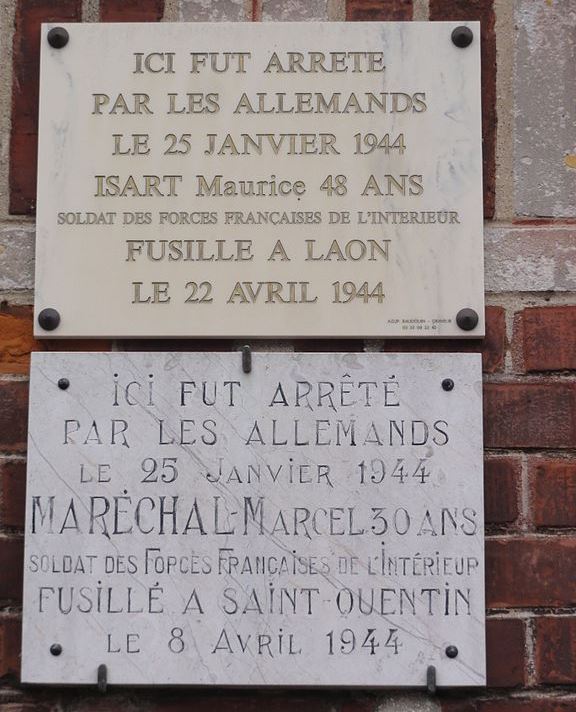 ICI FUT ARRETE
PAR LES ALLEMANDS
LE 25 JANVIER 1944
ISART Maurice 48 ANS
SOLDAT DES FORCES FRANÇAISES DE L'INTERIEUR
FUSILLE A LAON
LE 22 AVRIL 1944
ICI FUT ARRÊTÉ
PAR LES ALLEMANDS
LE 25 JANVIER 1944
MARÉCHAL-MARCEL 30 ANS
SOLDAT DES FORCES FRANÇAISES DE L'INTÉRIEUR
FUSILLÉ A SAINT-QUENTIN
LE 8 AVRIL 1944